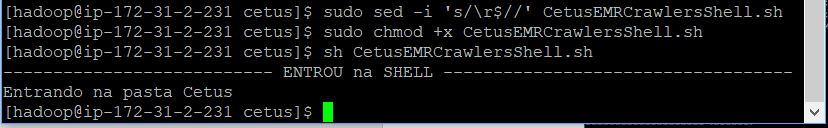 [hadoop@ip-172-31-2-231 cetus]$ sudo sed -i 's/\r$//' CetusEMRCrawlersShell.sh
[hadoop@ip-172-31-2-231 cetus]$ sudo chmod +x CetusEMRCrawlersShell.sh
[hadoop@ip-172-31-2-231 cetus]$ sh CetusEMRCrawlersShell.sh
---------------------------- ENTROU na SHELL ------------------------------------
Entrando na pasta Cetus
[hadoop@ip-172-31-2-231 cetus]$